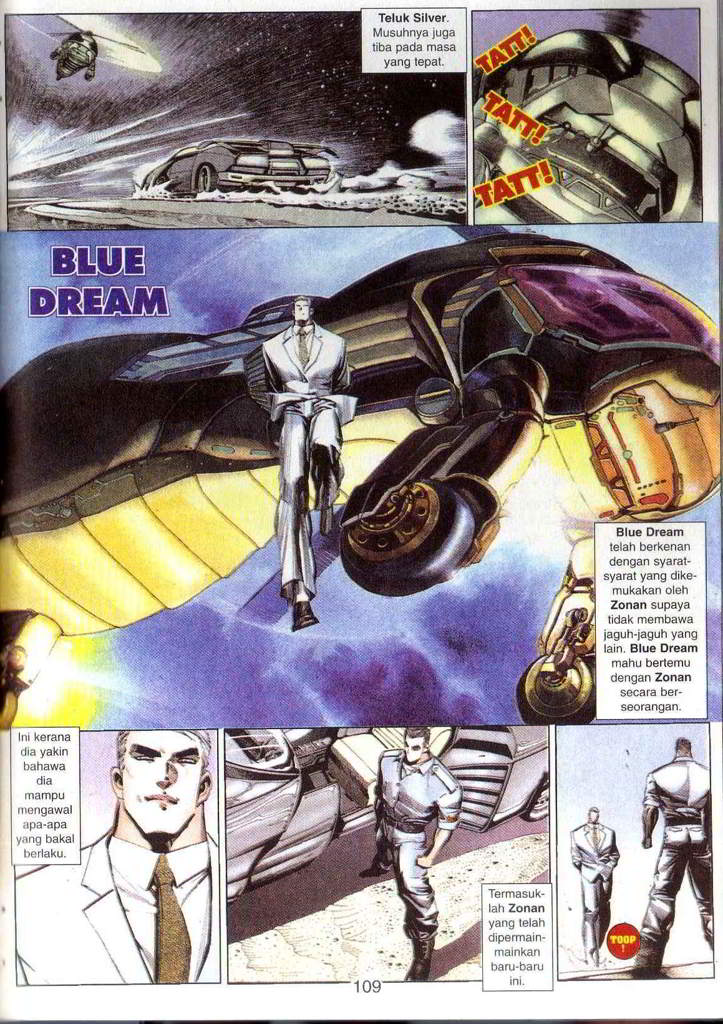 Teluk Silver.
Musuhnya juga
tiba pada masa
yang tepat.
TATT!
TATT!
TATT!
BLUE
DREAM
Blue Dream
telah berkenan
dengan syarat-
syarat yang dike-
mukakan oleh
Zonan supaya
tidak membawa
jaguh-jaguh yang
lain. Blue Dream
mahu bertemu
dengan Zonan
secara ber-
seorangan.
Ini kerana
dia yakin
bahawa
dia
mampu
mengawal
apa-apa
yang bakal
berlaku.
Termasuk-
lah Zonan
yang telah
dipermain-
mainkan
baru-baru
ini.
TOOP
!
109